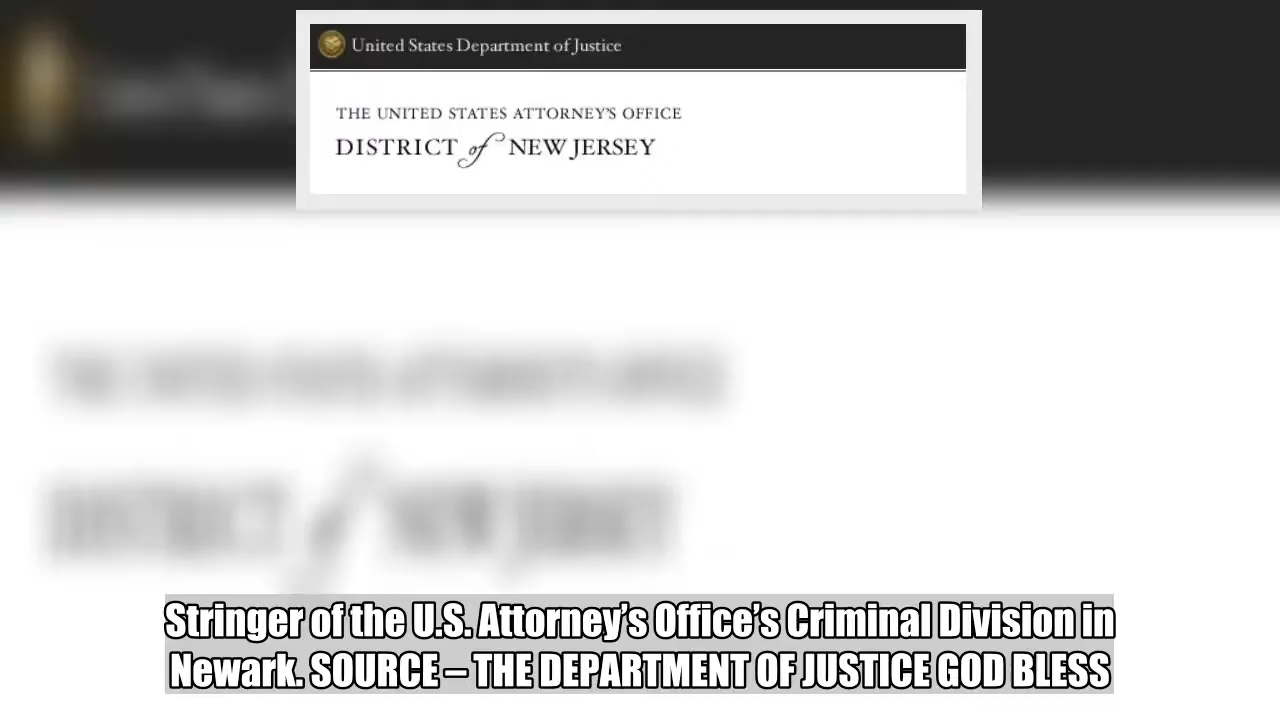 United States Department of Justice
THE UNITED STATES ATTORNEY'S OFFICE
DISTRICT of NEW JERSEY
Stringer of the U.S. Attorney’s Office’s Criminal Division in
Newark. SOURCE – THE DEPARTMENT OF JUSTICE GOD BLESS